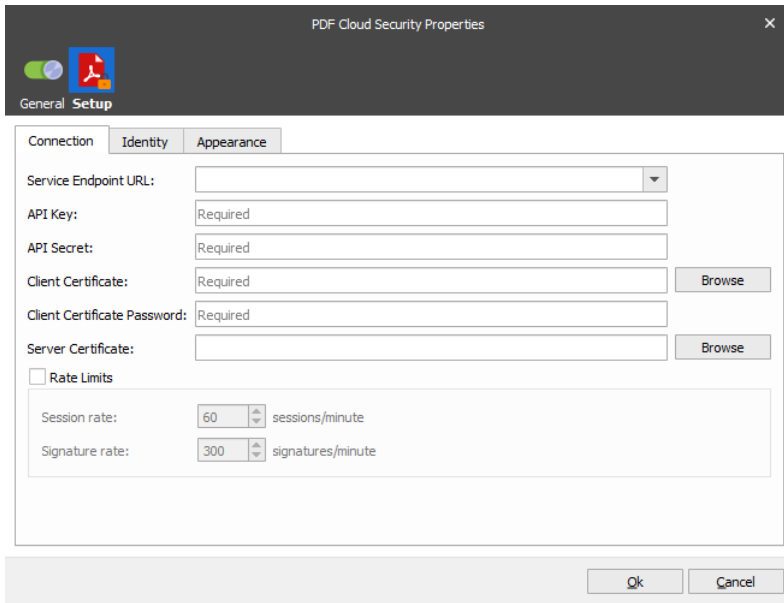 PDF Cloud Security Properties
General Setup
Connection Identity Appearance
Service Endpoint URL:
API Key: Required
API Secret: Required
Client Certificate: Required Browse
Client Certificate Password: Required
Server Certificate: Browse
Rate Limits
Session rate: 60 sessions/minute
Signature rate: 300 signatures/minute
Ok Cancel